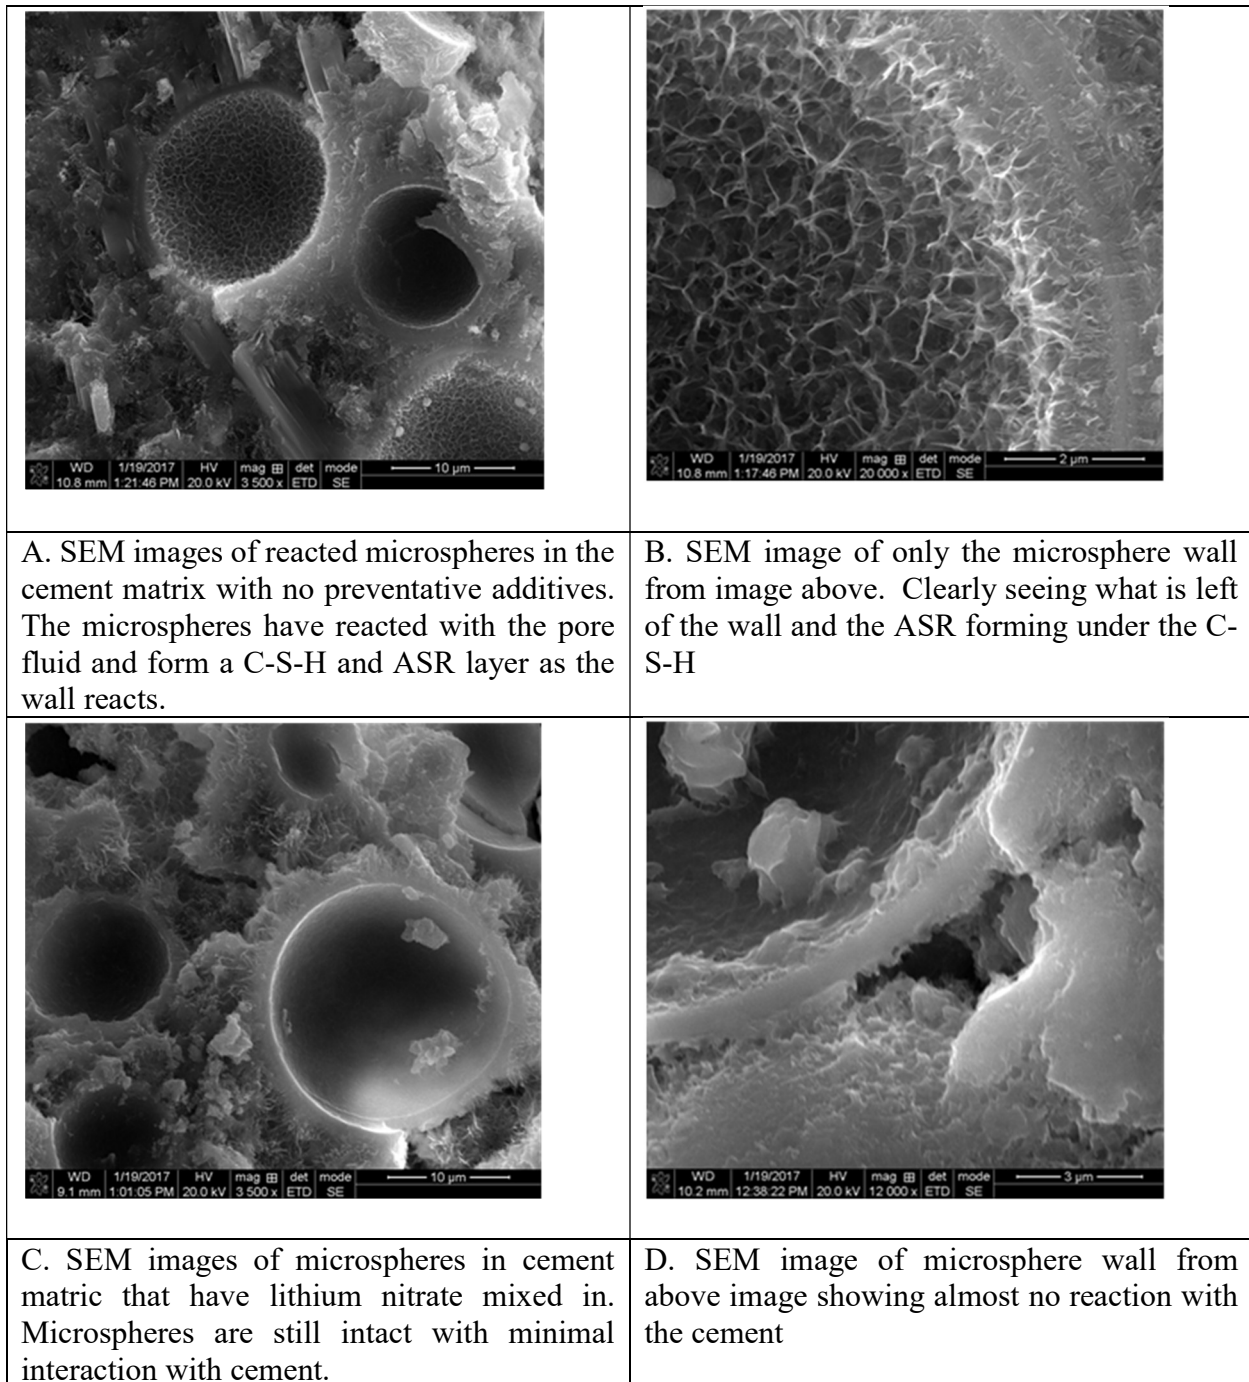 WD 1/19/2017 HV mag ⊞ det mode 10 µm
10.8 mm 1:21:46 PM 20.0 kV 3 500 x ETD SE
WD 1/19/2017 HV mag ⊞ det mode 2 µm
10.8 mm 1:17:46 PM 20.0 kV 20 000 x ETD SE
A. SEM images of reacted microspheres in the
cement matrix with no preventative additives.
The microspheres have reacted with the pore
fluid and form a C-S-H and ASR layer as the
wall reacts.
B. SEM image of only the microsphere wall
from image above. Clearly seeing what is left
of the wall and the ASR forming under the C-
S-H
WD 1/19/2017 HV mag ⊞ det mode 10 µm
9.1 mm 1:01:05 PM 20.0 kV 3 500 x ETD SE
WD 1/19/2017 HV mag ⊞ det mode 3 µm
10.2 mm 12:38:22 PM 20.0 kV 12 000 x ETD SE
C. SEM images of microspheres in cement
matric that have lithium nitrate mixed in.
Microspheres are still intact with minimal
interaction with cement.
D. SEM image of microsphere wall from
above image showing almost no reaction with
the cement